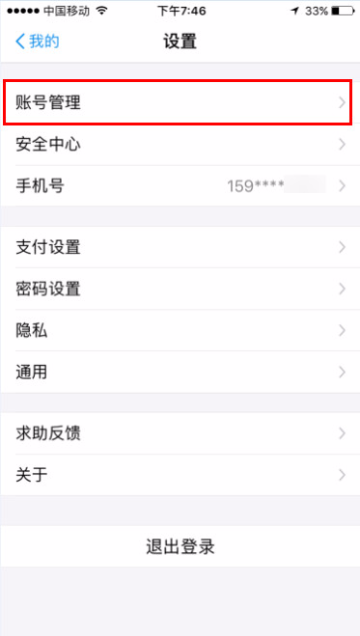 中国移动 下午7:46 33%
我的 设置
账号管理
安全中心
手机号 159****
支付设置
密码设置
隐私
通用
求助反馈
关于
退出登录